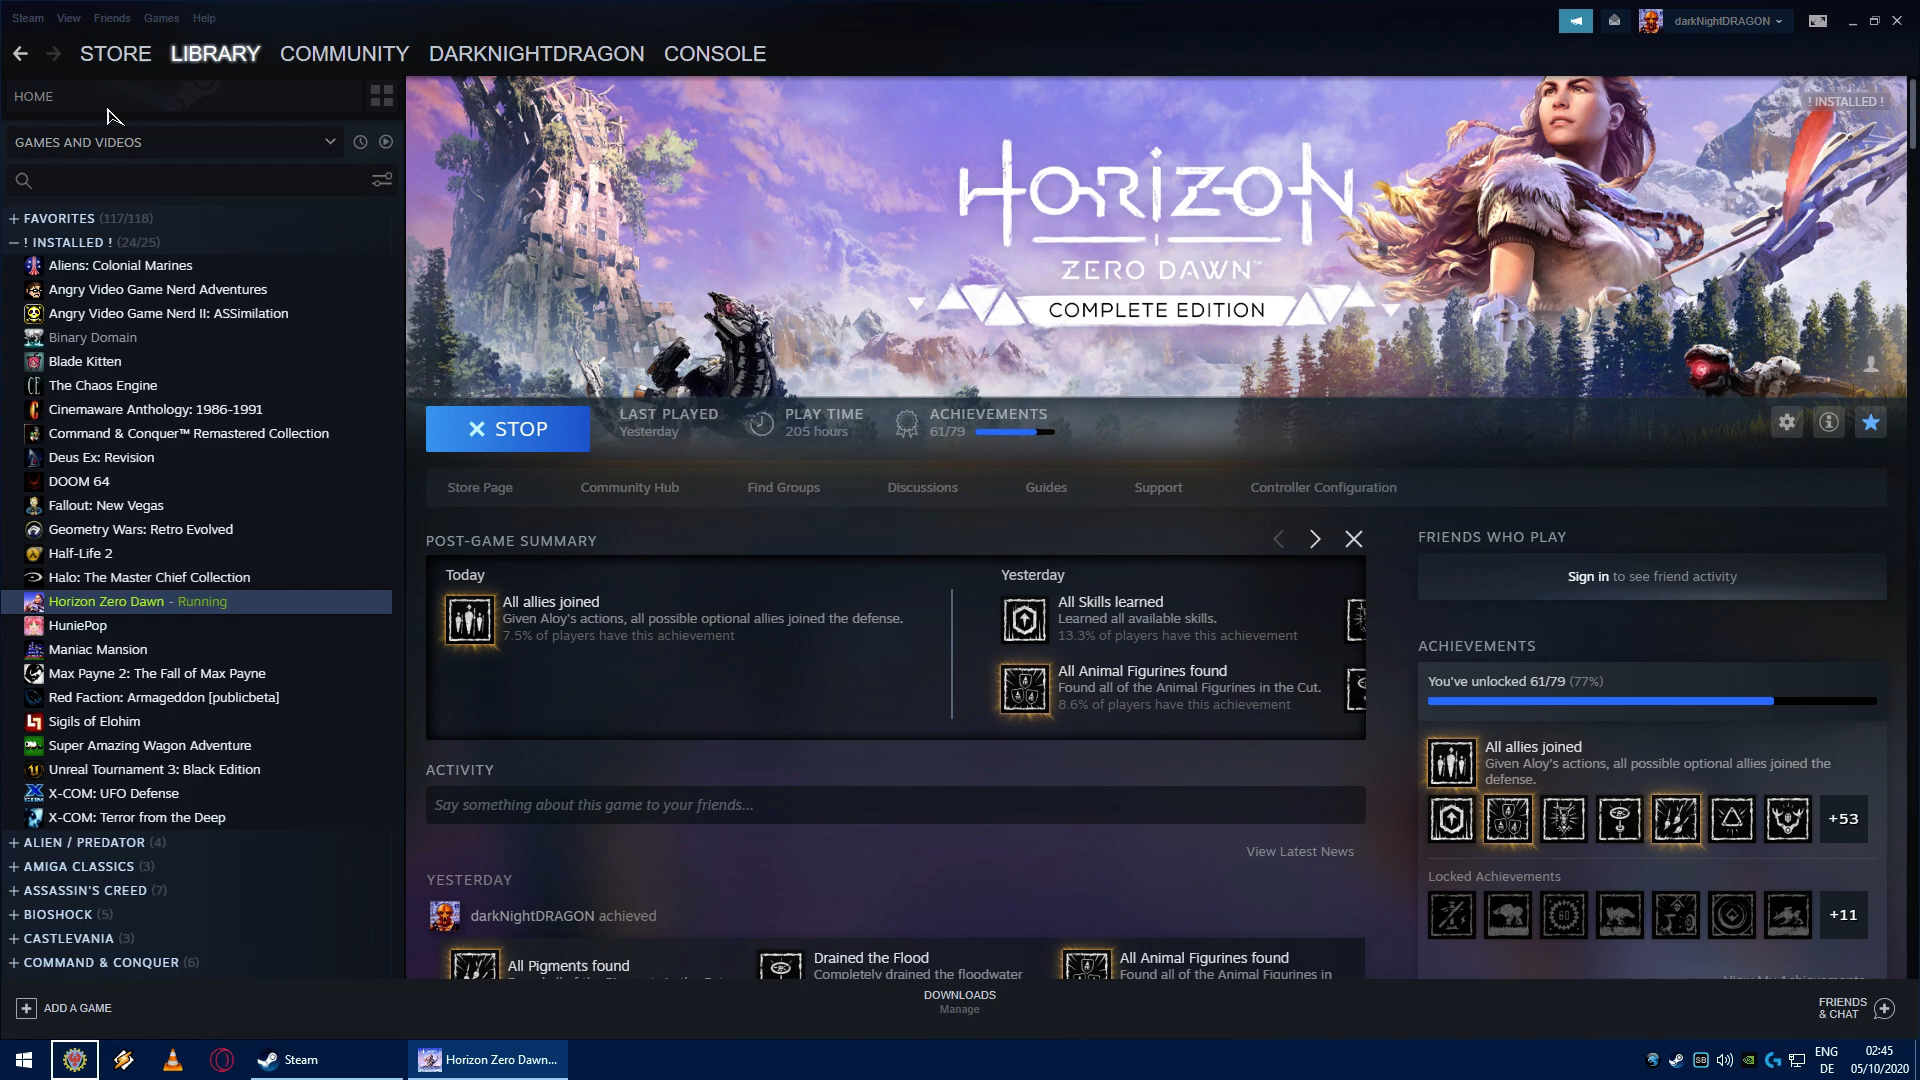 Steam View Friends Games Help
darkNightDRAGON
STORE LIBRARY COMMUNITY DARKNIGHTDRAGON CONSOLE
HOME
GAMES AND VIDEOS
+ FAVORITES (117/118)
— ! INSTALLED ! (24/25)
Aliens: Colonial Marines
Angry Video Game Nerd Adventures
Angry Video Game Nerd II: ASSimilation
Binary Domain
Blade Kitten
The Chaos Engine
Cinemaware Anthology: 1986-1991
Command & Conquer™ Remastered Collection
Deus Ex: Revision
DOOM 64
Fallout: New Vegas
Geometry Wars: Retro Evolved
Half-Life 2
Halo: The Master Chief Collection
Horizon Zero Dawn - Running
HuniePop
Maniac Mansion
Max Payne 2: The Fall of Max Payne
Red Faction: Armageddon [publicbeta]
Sigils of Elohim
Super Amazing Wagon Adventure
Unreal Tournament 3: Black Edition
X-COM: UFO Defense
X-COM: Terror from the Deep
+ ALIEN / PREDATOR (4)
+ AMIGA CLASSICS (3)
+ ASSASSIN'S CREED (7)
+ BIOSHOCK (5)
+ CASTLEVANIA (3)
+ COMMAND & CONQUER (6)
! INSTALLED !
HORIZON
ZERO DAWN™
COMPLETE EDITION
STOP
LAST PLAYED
Yesterday
PLAY TIME
205 hours
ACHIEVEMENTS
61/79
Store Page Community Hub Find Groups Discussions Guides Support Controller Configuration
POST-GAME SUMMARY
Today
All allies joined
Given Aloy's actions, all possible optional allies joined the defense.
7.5% of players have this achievement
Yesterday
All Skills learned
Learned all available skills.
13.3% of players have this achievement
All Animal Figurines found
Found all of the Animal Figurines in the Cut.
8.6% of players have this achievement
ACTIVITY
Say something about this game to your friends...
View Latest News
YESTERDAY
darkNightDRAGON achieved
All Pigments found
Drained the Flood
Completely drained the floodwater
All Animal Figurines found
Found all of the Animal Figurines in
FRIENDS WHO PLAY
Sign in to see friend activity
ACHIEVEMENTS
You've unlocked 61/79 (77%)
All allies joined
Given Aloy's actions, all possible optional allies joined the
defense.
+53
Locked Achievements
60
+11
ADD A GAME
DOWNLOADS
Manage
FRIENDS
& CHAT
Steam
Horizon Zero Dawn...
ENG
DE
02:45
05/10/2020